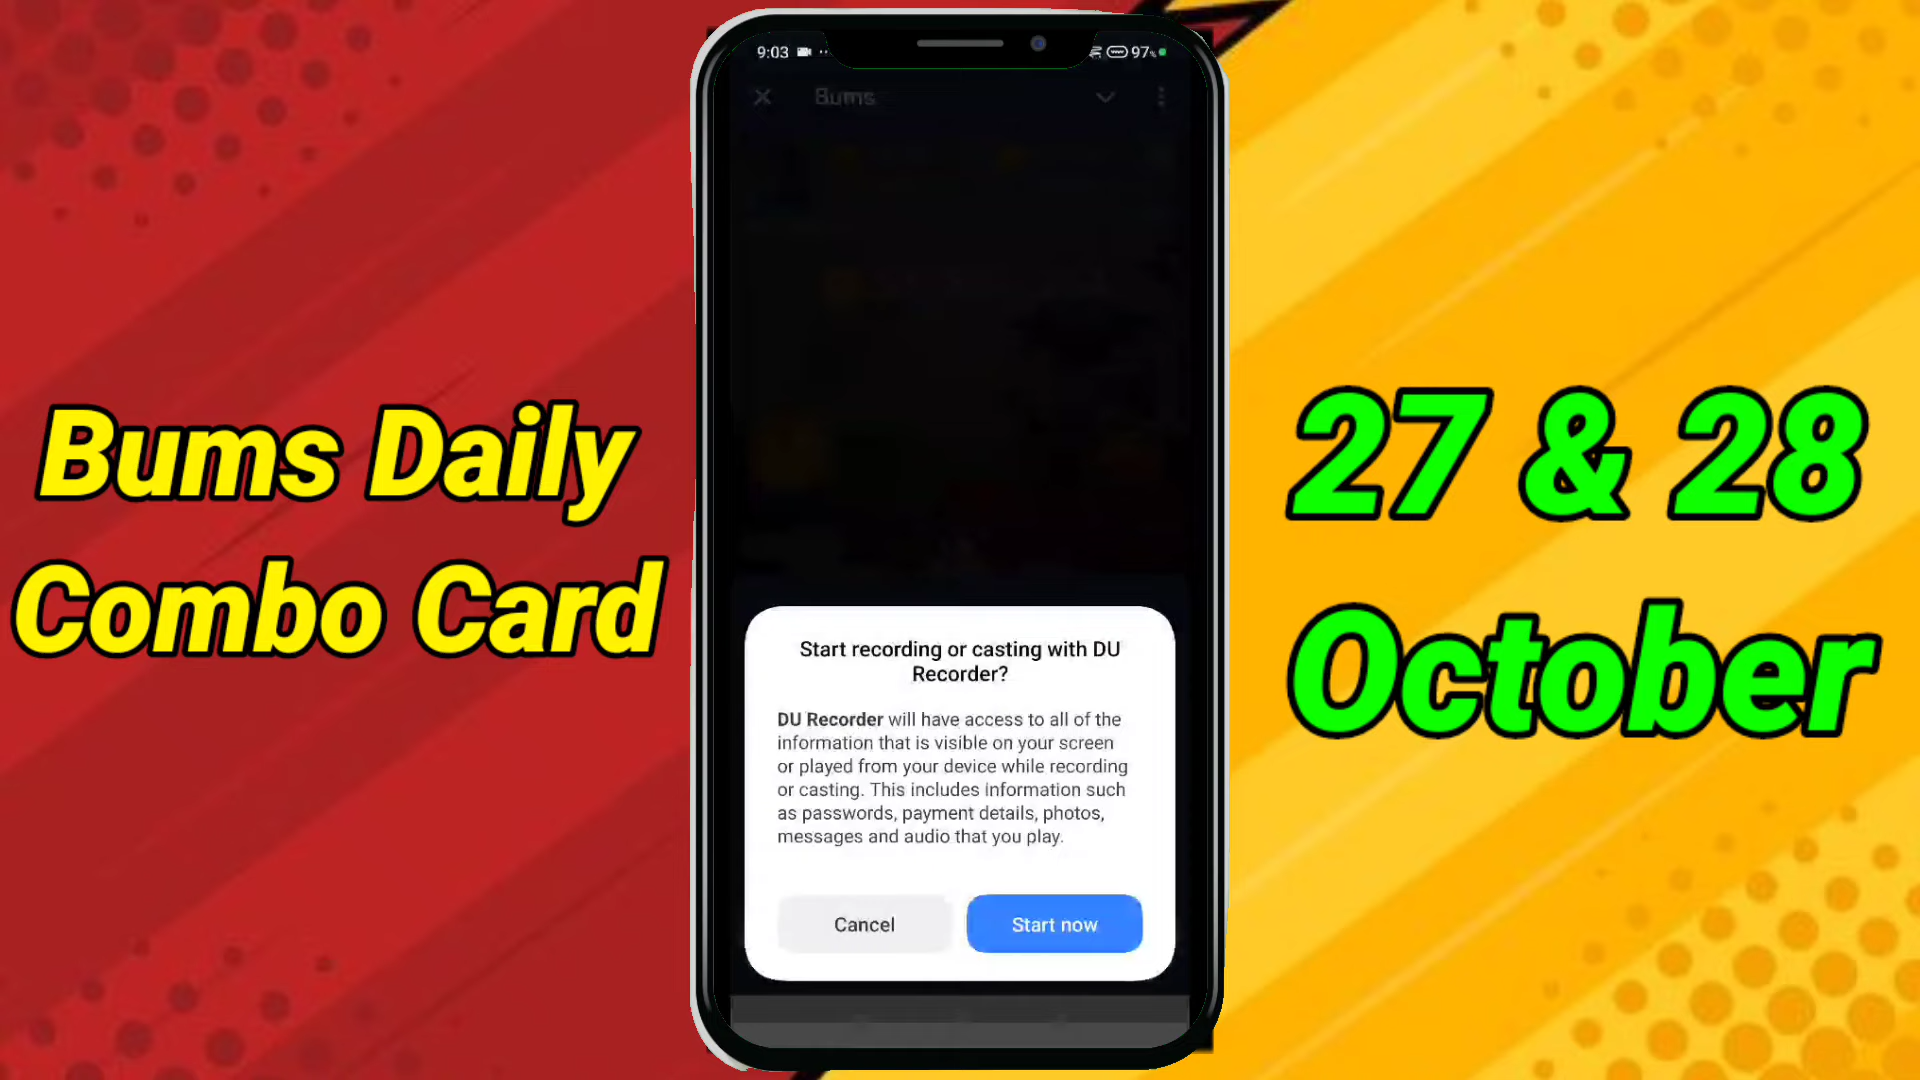 9:03
97%
Bums
Bums Daily
Combo Card
27 & 28
October
Start recording or casting with DU
Recorder?
DU Recorder will have access to all of the
information that is visible on your screen
or played from your device while recording
or casting. This includes information such
as passwords, payment details, photos,
messages and audio that you play.
Cancel
Start now